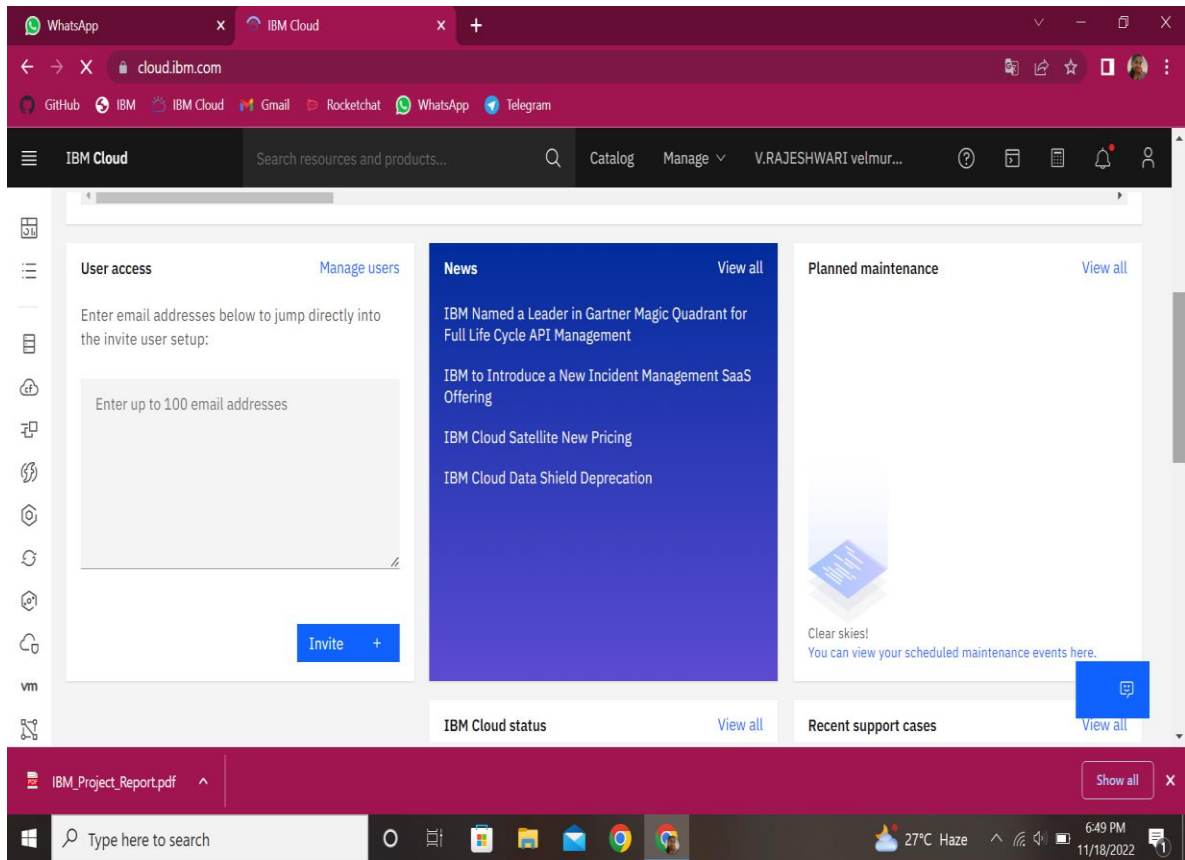 WhatsApp
IBM Cloud
cloud.ibm.com
GitHub IBM IBM Cloud Gmail Rocketchat WhatsApp Telegram
IBM Cloud Search resources and products... Catalog Manage V.RAJESHWARI velmur...
User access Manage users
Enter email addresses below to jump directly into
the invite user setup:
Enter up to 100 email addresses
Invite +
News View all
IBM Named a Leader in Gartner Magic Quadrant for
Full Life Cycle API Management
IBM to Introduce a New Incident Management SaaS
Offering
IBM Cloud Satellite New Pricing
IBM Cloud Data Shield Deprecation
Planned maintenance View all
Clear skies!
You can view your scheduled maintenance events here.
cf
vm
IBM Cloud status View all
Recent support cases View all
IBM_Project_Report.pdf
Show all
Type here to search
27°C Haze
6:49 PM
11/18/2022
1